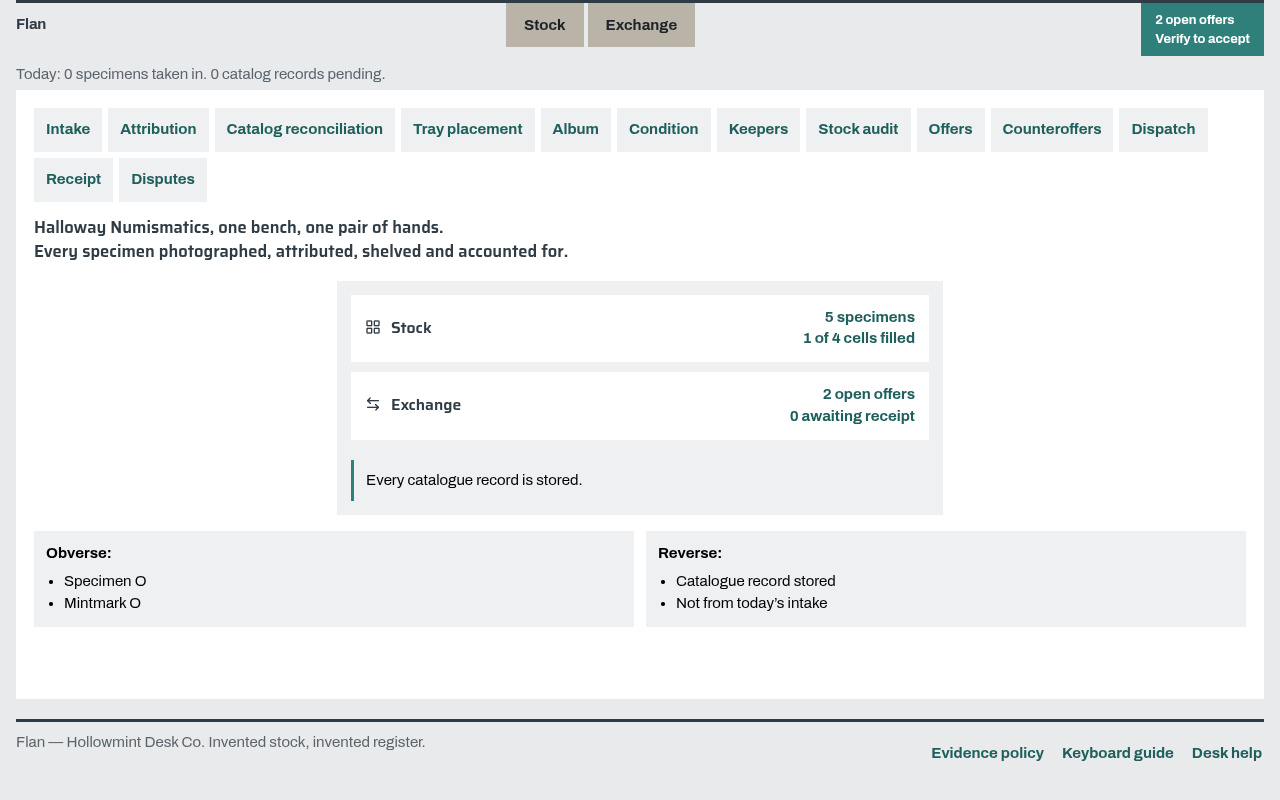 Flan
Stock
Exchange
2 open offers
Verify to accept
Today: 0 specimens taken in. 0 catalog records pending.
Intake
Attribution
Catalog reconciliation
Tray placement
Album
Condition
Keepers
Stock audit
Offers
Counteroffers
Dispatch
Receipt
Disputes
Halloway Numismatics, one bench, one pair of hands.
Every specimen photographed, attributed, shelved and accounted for.
Stock
5 specimens
1 of 4 cells filled
Exchange
2 open offers
0 awaiting receipt
Every catalogue record is stored.
Obverse:
• Specimen O
• Mintmark O
Reverse:
• Catalogue record stored
• Not from today's intake
Flan — Hollowmint Desk Co. Invented stock, invented register.
Evidence policy
Keyboard guide
Desk help